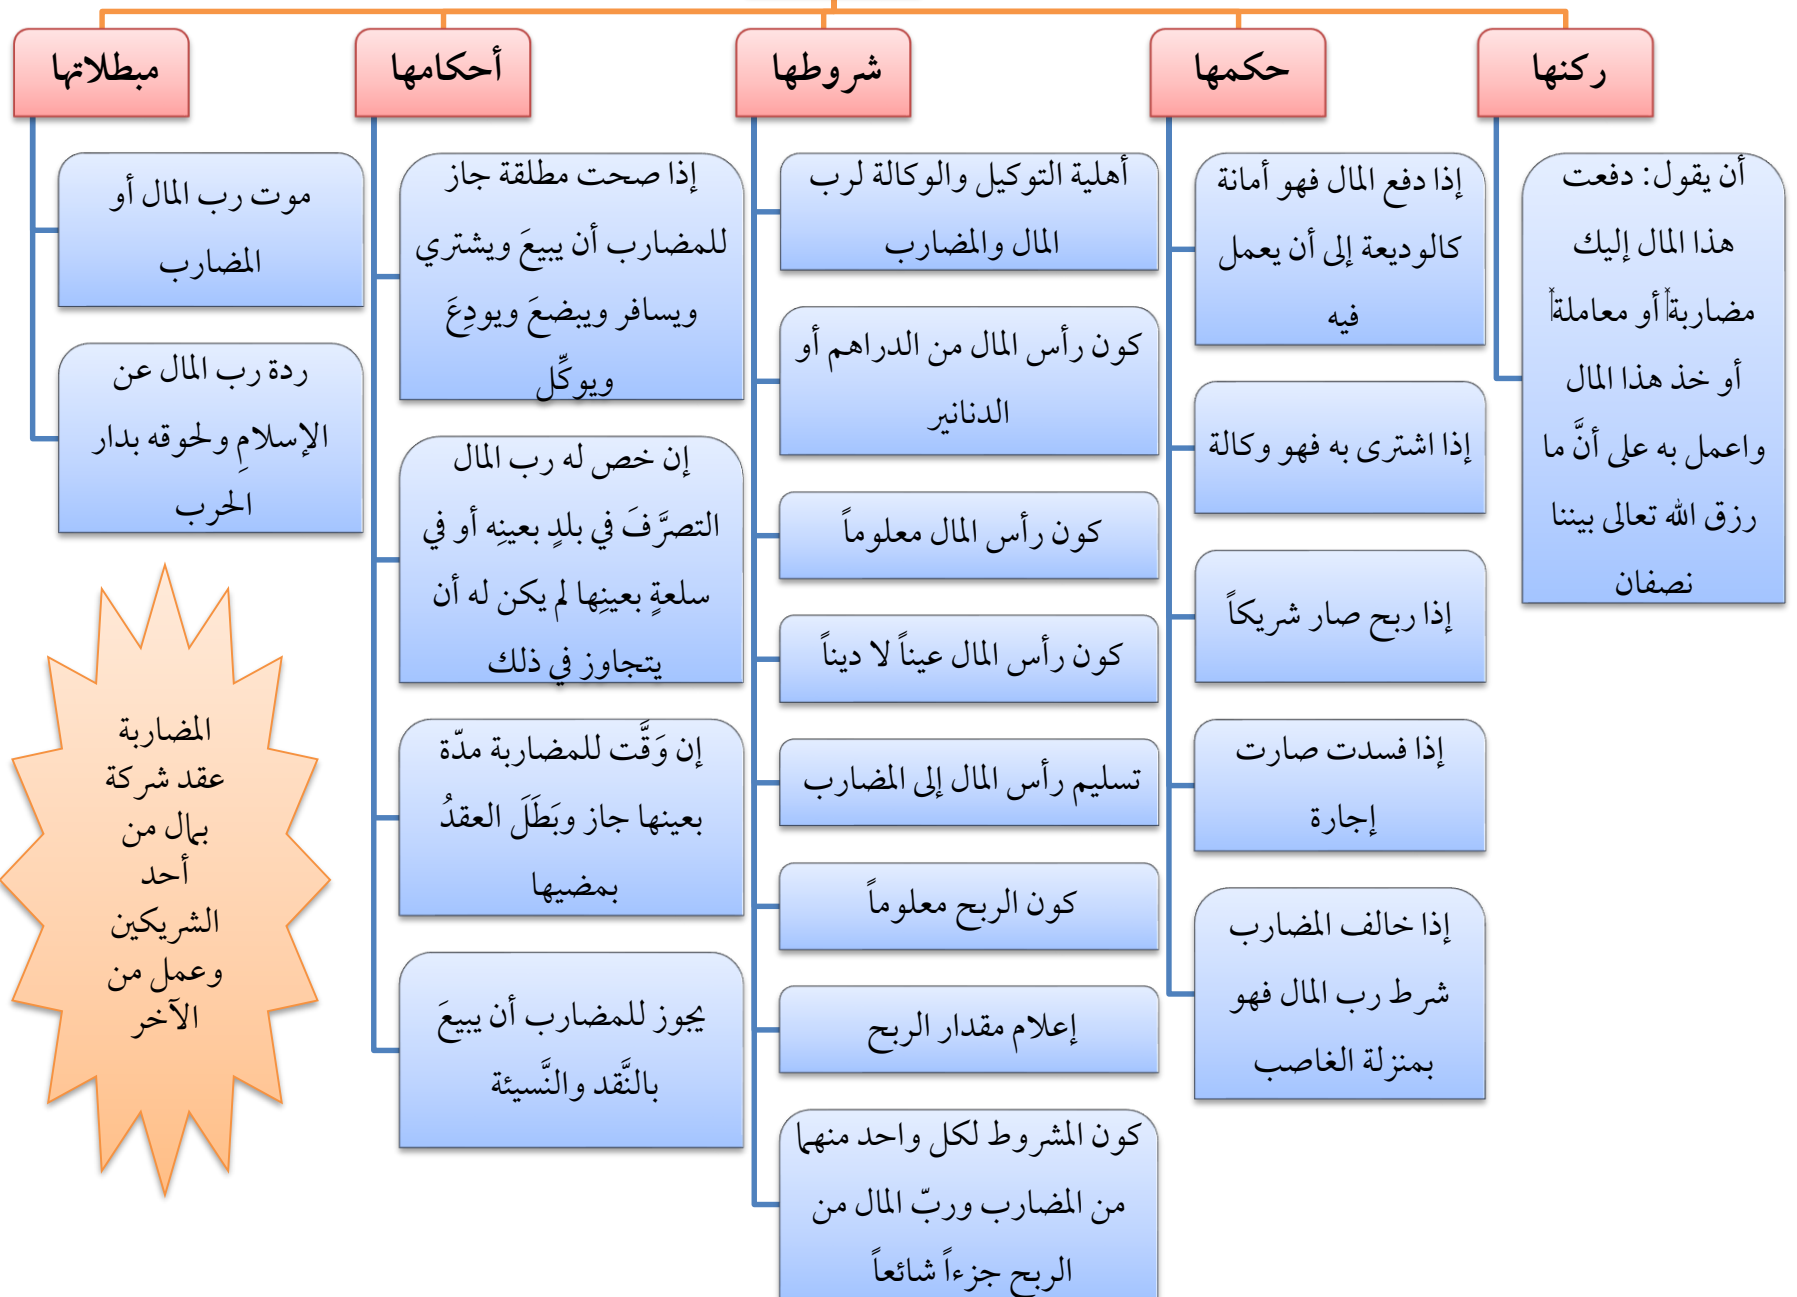 ركنها
أن يقول: دفعت
هذا المال إليك
مضاربةً أو معاملةً
أو خذ هذا المال
واعمل به على أنَّ ما
رزق الله تعالى بيننا
نصفان
حكمها
إذا دفع المال فهو أمانة
كالوديعة إلى أن يعمل
فيه
إذا اشترى به فهو وكالة
إذا ربح صار شريكاً
إذا فسدت صارت
إجارة
إذا خالف المضارب
شرط رب المال فهو
بمنزلة الغاصب
شروطها
أهلية التوكيل والوكالة لرب
المال والمضارب
كون رأس المال من الدراهم أو
الدنانير
كون رأس المال معلوماً
كون رأس المال عيناً لا ديناً
تسليم رأس المال إلى المضارب
كون الربح معلوماً
إعلام مقدار الربح
كون المشروط لكل واحد منهما
من المضارب وربّ المال من
الربح جزءاً شائعاً
أحكامها
إذا صحت مطلقة جاز
للمضارب أن يبيعَ ويشتري
ويسافر ويبضعَ ويودِعَ
ويوكِّل
إن خص له رب المال
التصرَّفَ في بلدٍ بعينِه أو في
سلعةٍ بعينِها لم يكن له أن
يتجاوز في ذلك
إن وَقَّت للمضاربة مدّة
بعينها جاز وبَطَلَ العقدُ
بمضيها
يجوز للمضارب أن يبيعَ
بالنَّقد والنَّسيئة
مبطلاتها
موت رب المال أو
المضارب
ردة رب المال عن
الإسلامِ ولحوقه بدار
الحرب
المضاربة
عقد شركة
بمال من
أحد
الشريكين
وعمل من
الآخر